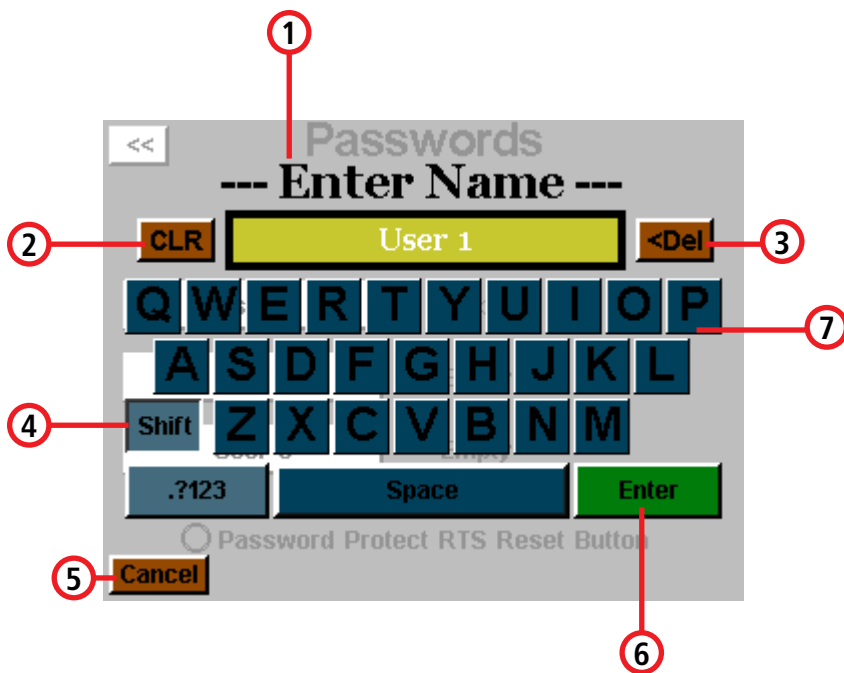 1
<< Passwords
--- Enter Name ---
2 CLR User 1 <Del 3
Q W E R T Y U I O P 7
A S D F G H J K L
4 Shift Z X C V B N M
Empty
.?123 Space Enter
Password Protect RTS Reset Button
5 Cancel
6